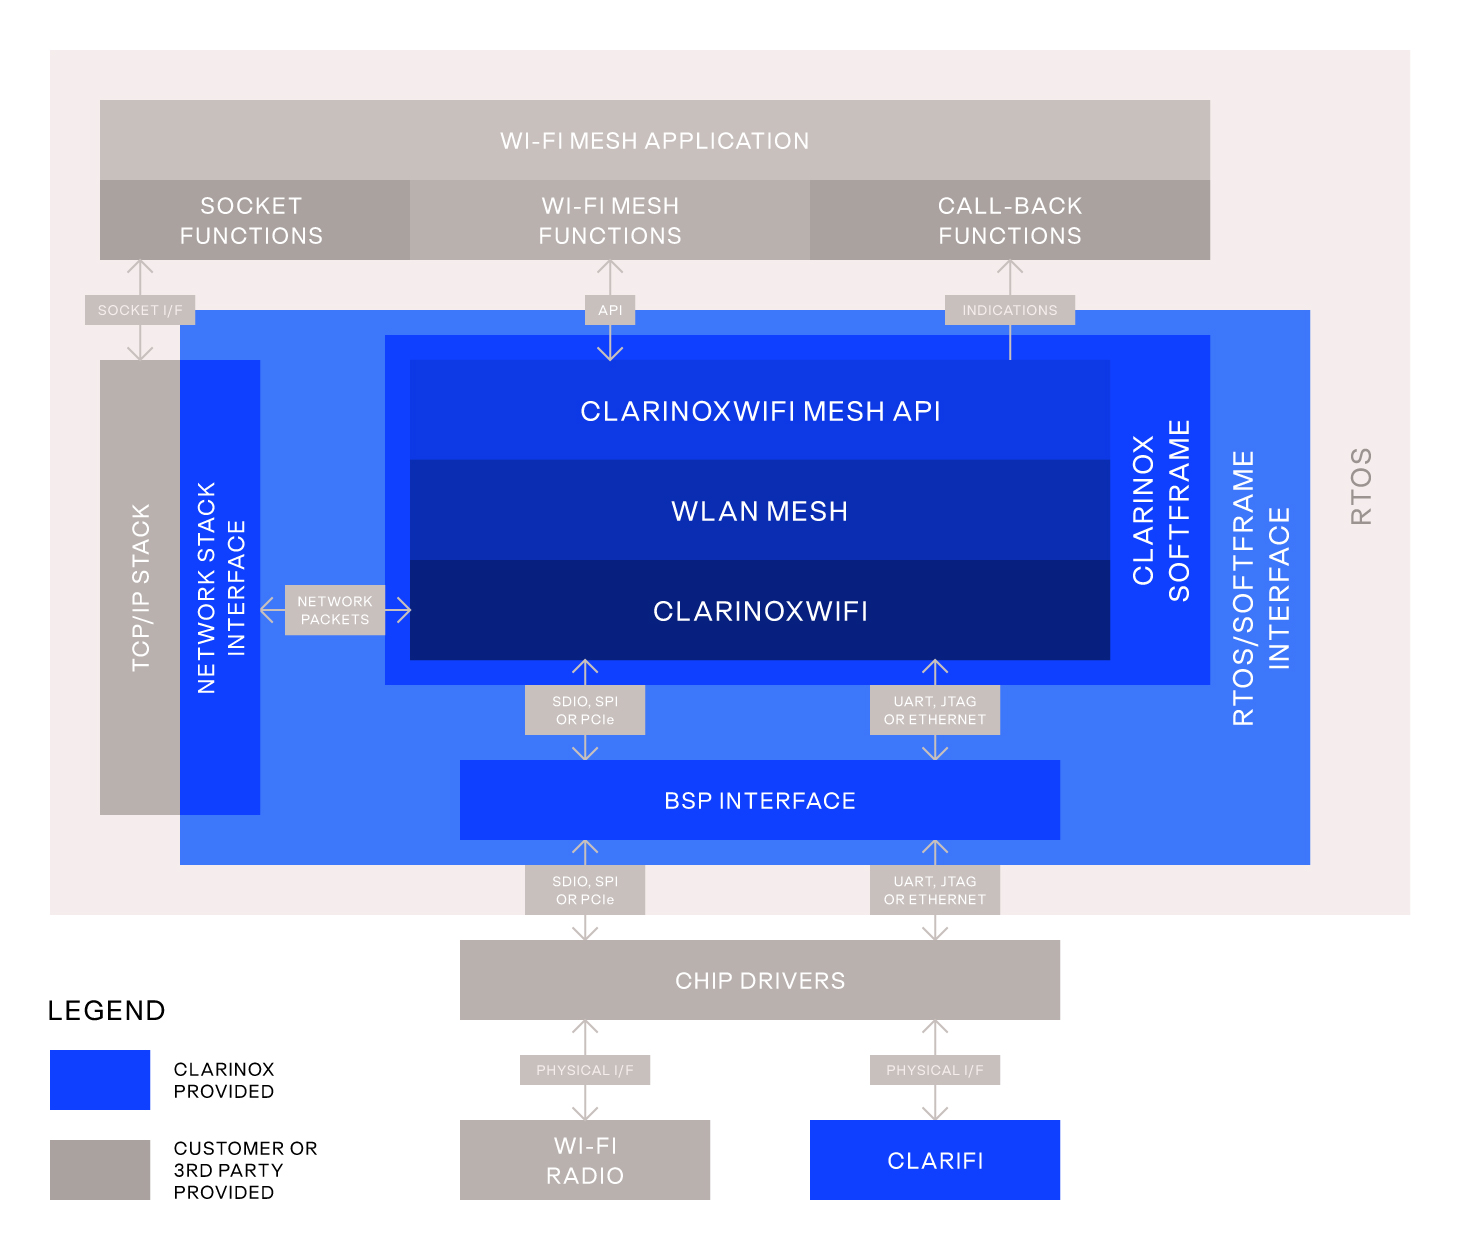 WI-FI MESH APPLICATION
SOCKET
FUNCTIONS
WI-FI MESH
FUNCTIONS
CALL-BACK
FUNCTIONS
SOCKET I/F
API
INDICATIONS
TCP/IP STACK
NETWORK STACK
INTERFACE
NETWORK
PACKETS
CLARINOXWIFI MESH API
WLAN MESH
CLARINOXWIFI
CLARINOX
SOFTFRAME
RTOS/SOFTFRAME
INTERFACE
RTOS
SDIO, SPI
OR PCIe
UART, JTAG
OR ETHERNET
BSP INTERFACE
SDIO, SPI
OR PCIe
UART, JTAG
OR ETHERNET
CHIP DRIVERS
PHYSICAL I/F
PHYSICAL I/F
WI-FI
RADIO
CLARIFI
LEGEND
CLARINOX
PROVIDED
CUSTOMER OR
3RD PARTY
PROVIDED